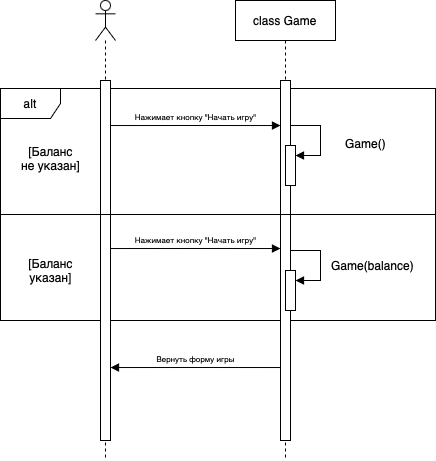 class Game
alt
Нажимает кнопку "Начать игру"
Game()
[Баланс
не указан]
Нажимает кнопку "Начать игру"
[Баланс
указан]
Game(balance)
Вернуть форму игры